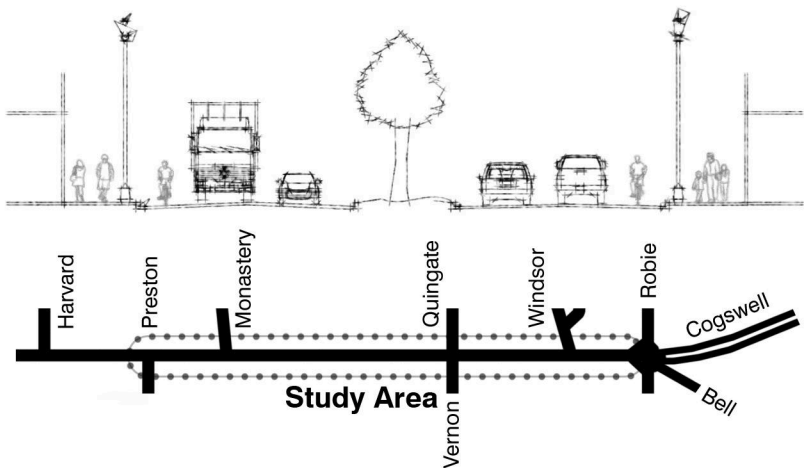 Harvard
Preston
Monastery
Quingate
Windsor
Robie
Cogswell
Study Area
Vernon
Bell